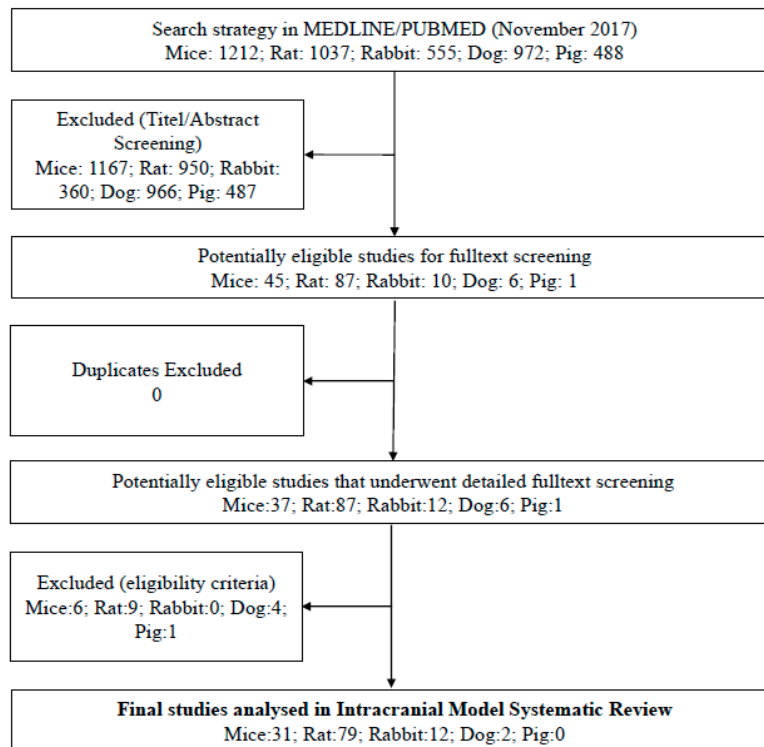 Search strategy in MEDLINE/PUBMED (November 2017)
Mice: 1212; Rat: 1037; Rabbit: 555; Dog: 972; Pig: 488
Excluded (Titel/Abstract
Screening)
Mice: 1167; Rat: 950; Rabbit:
360; Dog: 966; Pig: 487
Potentially eligible studies for fulltext screening
Mice: 45; Rat: 87; Rabbit: 10; Dog: 6; Pig: 1
Duplicates Excluded
0
Potentially eligible studies that underwent detailed fulltext screening
Mice:37; Rat:87; Rabbit:12; Dog:6; Pig:1
Excluded (eligibility criteria)
Mice:6; Rat:9; Rabbit:0; Dog:4;
Pig:1
Final studies analysed in Intracranial Model Systematic Review
Mice:31; Rat:79; Rabbit:12; Dog:2; Pig:0